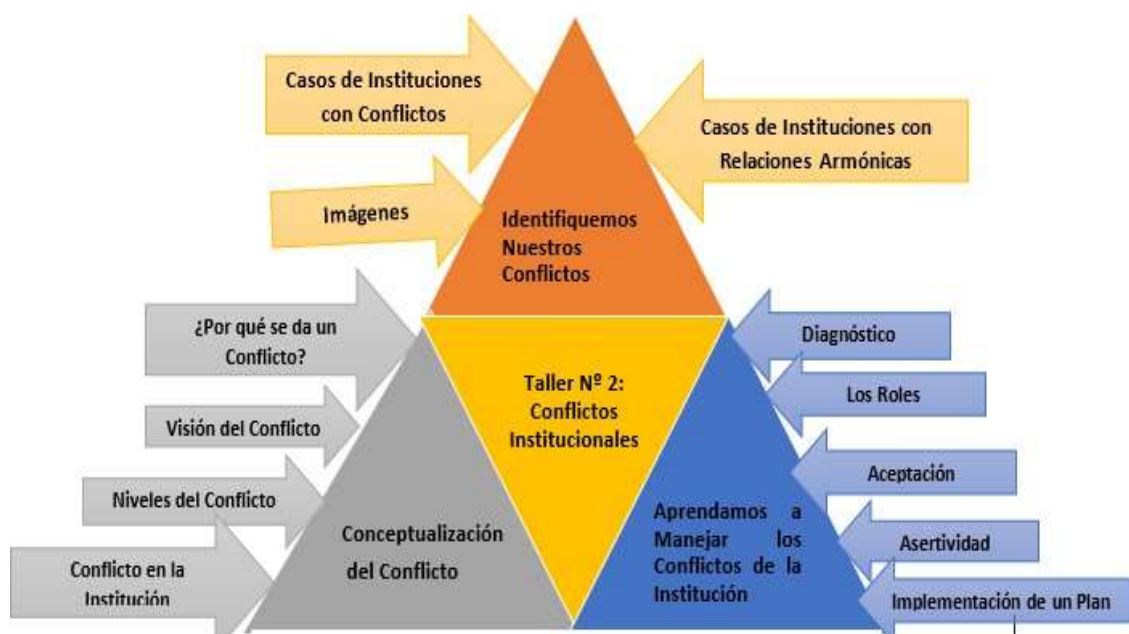 Casos de Instituciones
con Conflictos
Casos de Instituciones con
Relaciones Armónicas
Imágenes
Identifiquemos
Nuestros
Conflictos
¿Por qué se da un
Conflicto?
Visión del Conflicto
Niveles del Conflicto
Conflicto en la
Institución
Conceptualización
del Conflicto
Taller Nº 2:
Conflictos
Institucionales
Aprendamos a
Manejar los
Conflictos de la
Institución
Diagnóstico
Los Roles
Aceptación
Asertividad
Implementación de un Plan